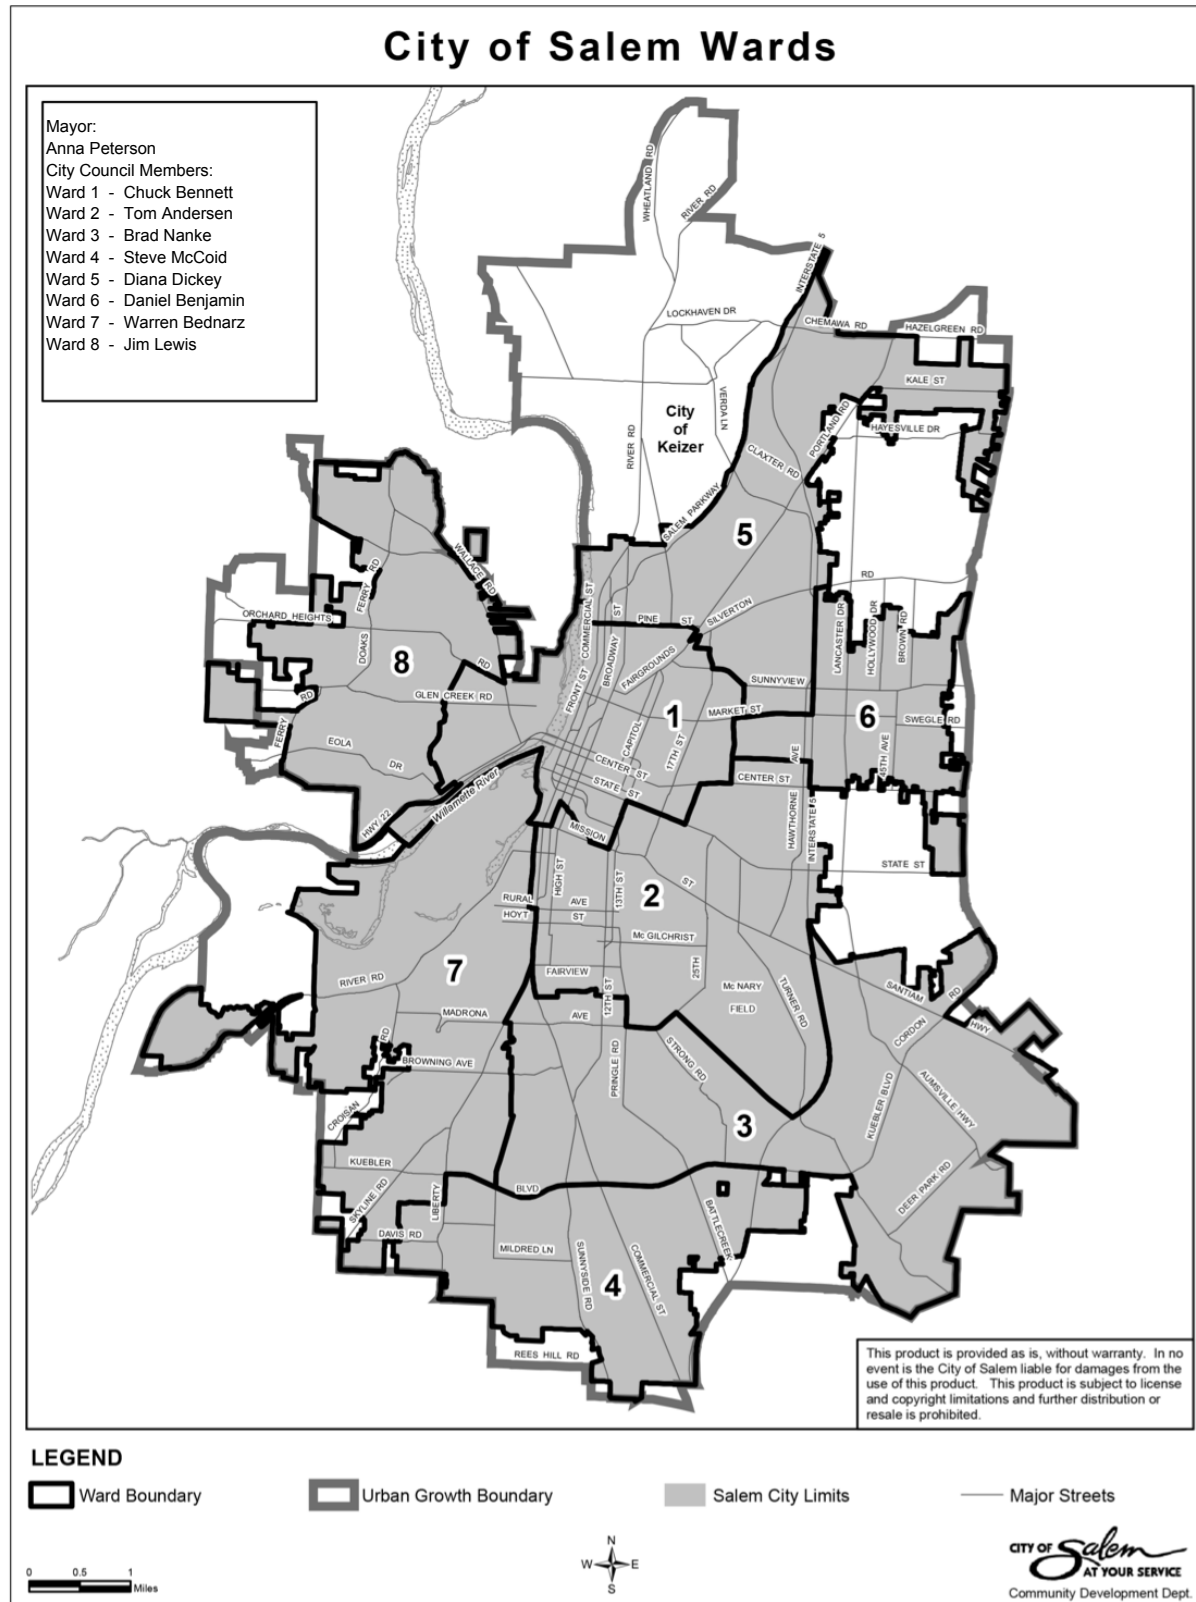 City of Salem Wards
Mayor:
Anna Peterson
City Council Members:
Ward 1 - Chuck Bennett
Ward 2 - Tom Andersen
Ward 3 - Brad Nanke
Ward 4 - Steve McCoid
Ward 5 - Diana Dickey
Ward 6 - Daniel Benjamin
Ward 7 - Warren Bednarz
Ward 8 - Jim Lewis
WHEATLAND RD
RIVER RD
INTERSTATE 5
LOCKHAVEN DR
CHEMAWA RD
HAZELGREEN RD
KALE ST
VERDA LN
City
of
Keizer
PORTLAND RD
HAYESVILLE DR
RIVER RD
CLAXTER RD
SALEM PARKWAY
5
WALLACE RD
RD
FERRY RD
ORCHARD HEIGHTS
COMMERCIAL ST
BROADWAY ST
PINE ST
SILVERTON
LANCASTER DR
HOLLYWOOD DR
BROWN RD
DOAKS
8
RD
FAIRGROUNDS
SUNNYVIEW
RD
GLEN CREEK RD
FRONT ST
1
MARKET ST
6
SWEGLE RD
FERRY
EOLA DR
CAPITOL
17TH ST
45TH AVE
AVE
CENTER ST
CENTER ST
STATE ST
Willamette River
HWY 22
MISSION ST
HAWTHORNE
INTERSTATE 5
STATE ST
HIGH ST
13TH ST
2
RURAL AVE
HOYT ST
Mc GILCHRIST
7
RIVER RD
FAIRVIEW
12TH ST
25TH
Mc NARY
FIELD
TURNER RD
SANTIAM
RD
HWY
CORDON
MADRONA AVE
RD
BROWNING AVE
PRINGLE RD
STRONG RD
KUEBLER BLVD
AUMSVILLE HWY
CROISAN
3
KUEBLER
BLVD
SKYLINE RD
LIBERTY
DAVIS RD
BATTLECREEK
DEER PARK RD
MILDRED LN
SUNNYSIDE RD
COMMERCIAL ST
4
REES HILL RD
This product is provided as is, without warranty. In no
event is the City of Salem liable for damages from the
use of this product. This product is subject to license
and copyright limitations and further distribution or
resale is prohibited.
LEGEND
Ward Boundary
Urban Growth Boundary
Salem City Limits
Major Streets
0 0.5 1
Miles
N
W E
S
CITY OF Salem
AT YOUR SERVICE
Community Development Dept.